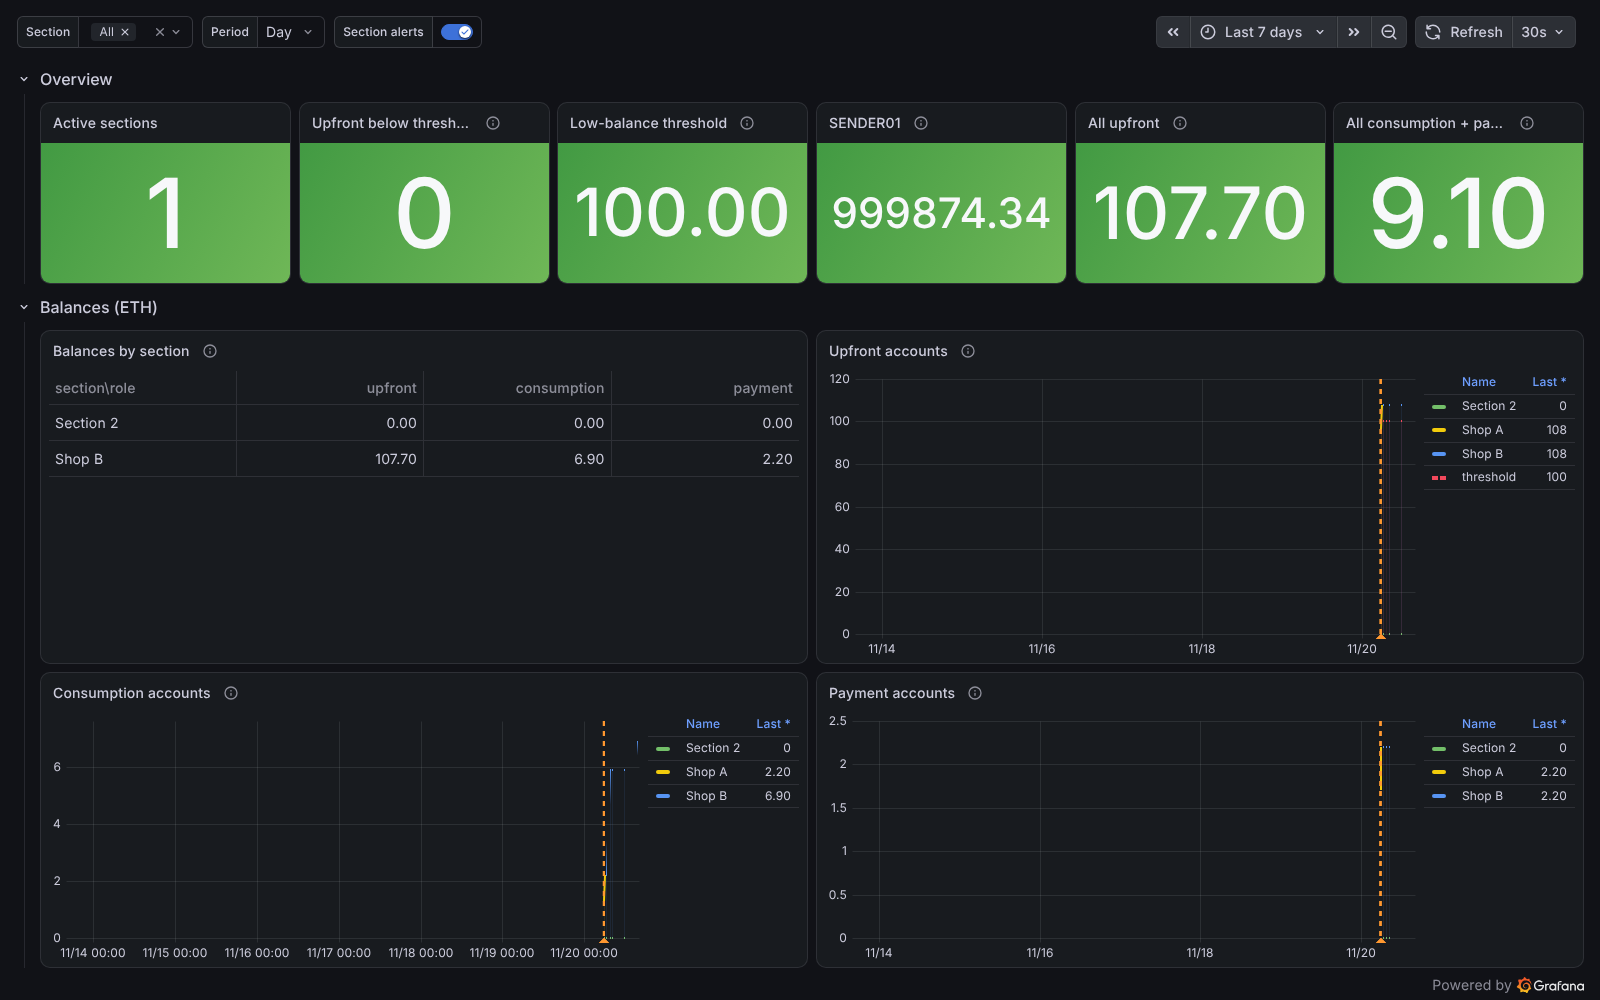 Section All Period Day Section alerts Last 7 days Refresh 30s
Overview
Active sections
1
Upfront below thresh...
0
Low-balance threshold
100.00
SENDER01
999874.34
All upfront
107.70
All consumption + pa...
9.10
Balances (ETH)
Balances by section
section\role upfront consumption payment
Section 2 0.00 0.00 0.00
Shop B 107.70 6.90 2.20
Upfront accounts
120
100
80
60
40
20
0
11/14 11/16 11/18 11/20
Name Last *
Section 2 0
Shop A 108
Shop B 108
threshold 100
Consumption accounts
6
4
2
0
11/14 00:00 11/15 00:00 11/16 00:00 11/17 00:00 11/18 00:00 11/19 00:00 11/20 00:00
Name Last *
Section 2 0
Shop A 2.20
Shop B 6.90
Payment accounts
2.5
2
1.5
1
0.5
0
11/14 11/16 11/18 11/20
Name Last *
Section 2 0
Shop A 2.20
Shop B 2.20
Powered by Grafana